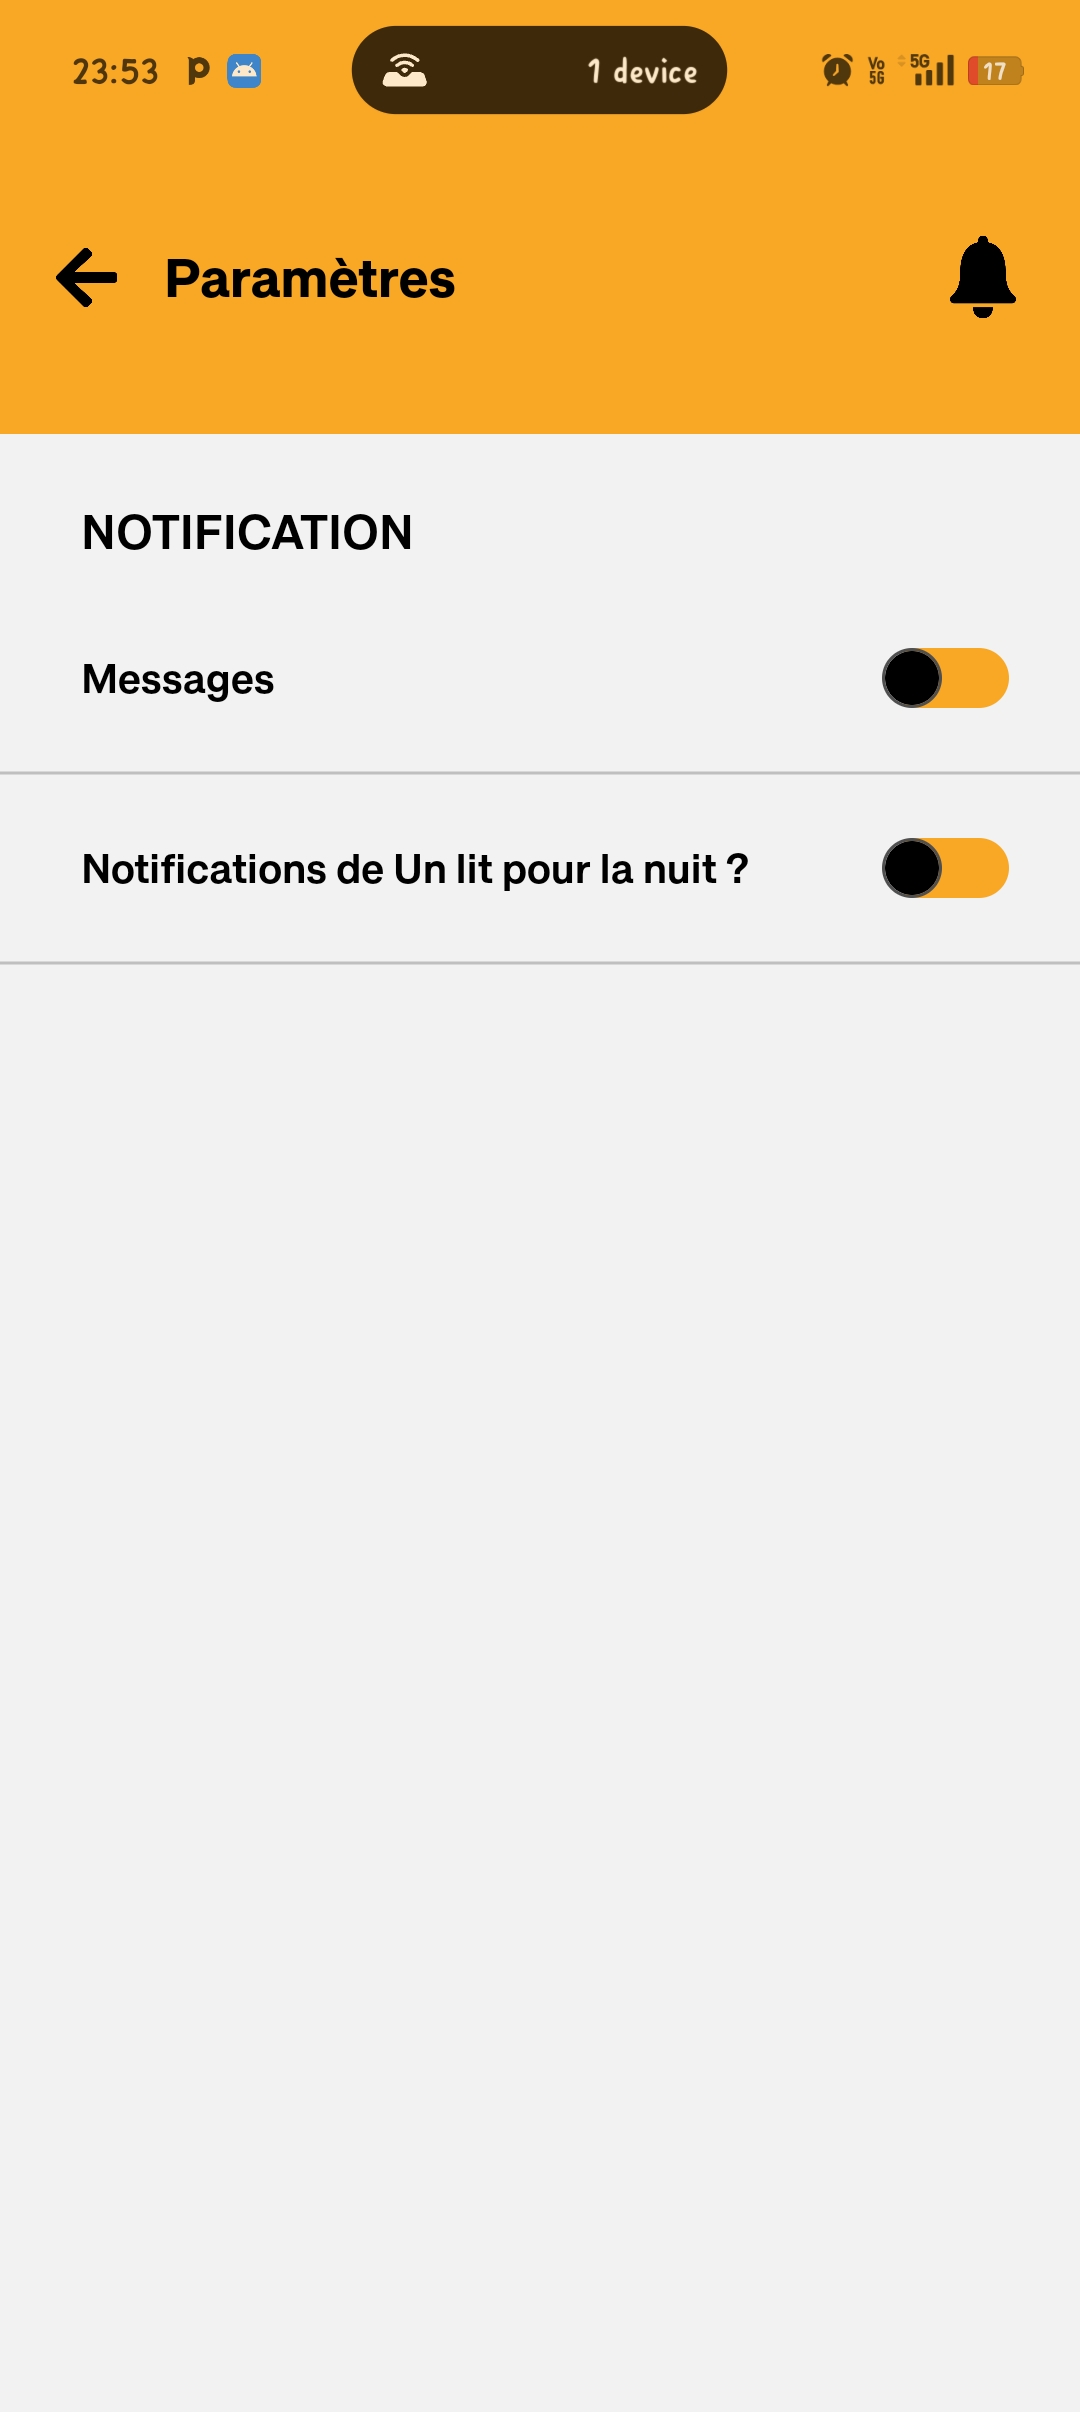 23:53
1 device
Vo
5G
5G
17
Paramètres
NOTIFICATION
Messages
Notifications de Un lit pour la nuit ?